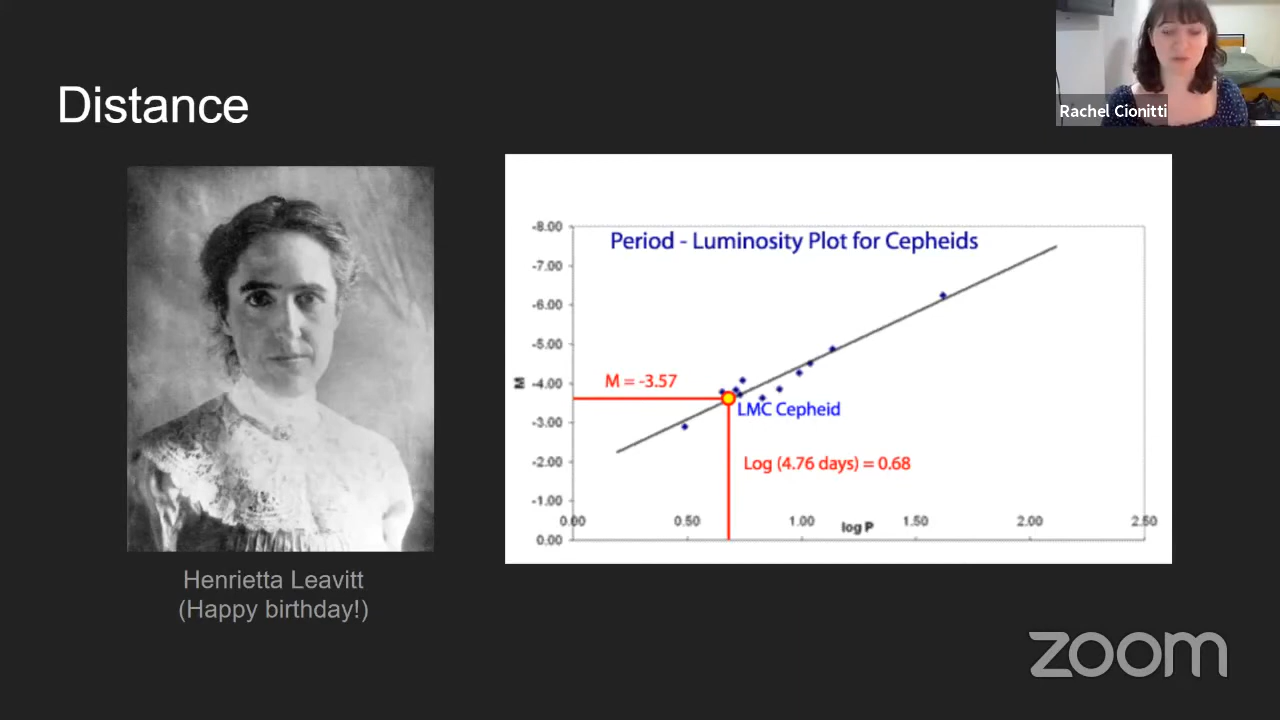 Distance
Rachel Cionitti
Period - Luminosity Plot for Cepheids
-8.00
-7.00
-6.00
-5.00
-4.00
-3.00
-2.00
-1.00
0.00
M
M = -3.57
LMC Cepheid
Log (4.76 days) = 0.68
0.00 0.50 1.00 1.50 2.00 2.50
log P
Henrietta Leavitt
(Happy birthday!)
zoom